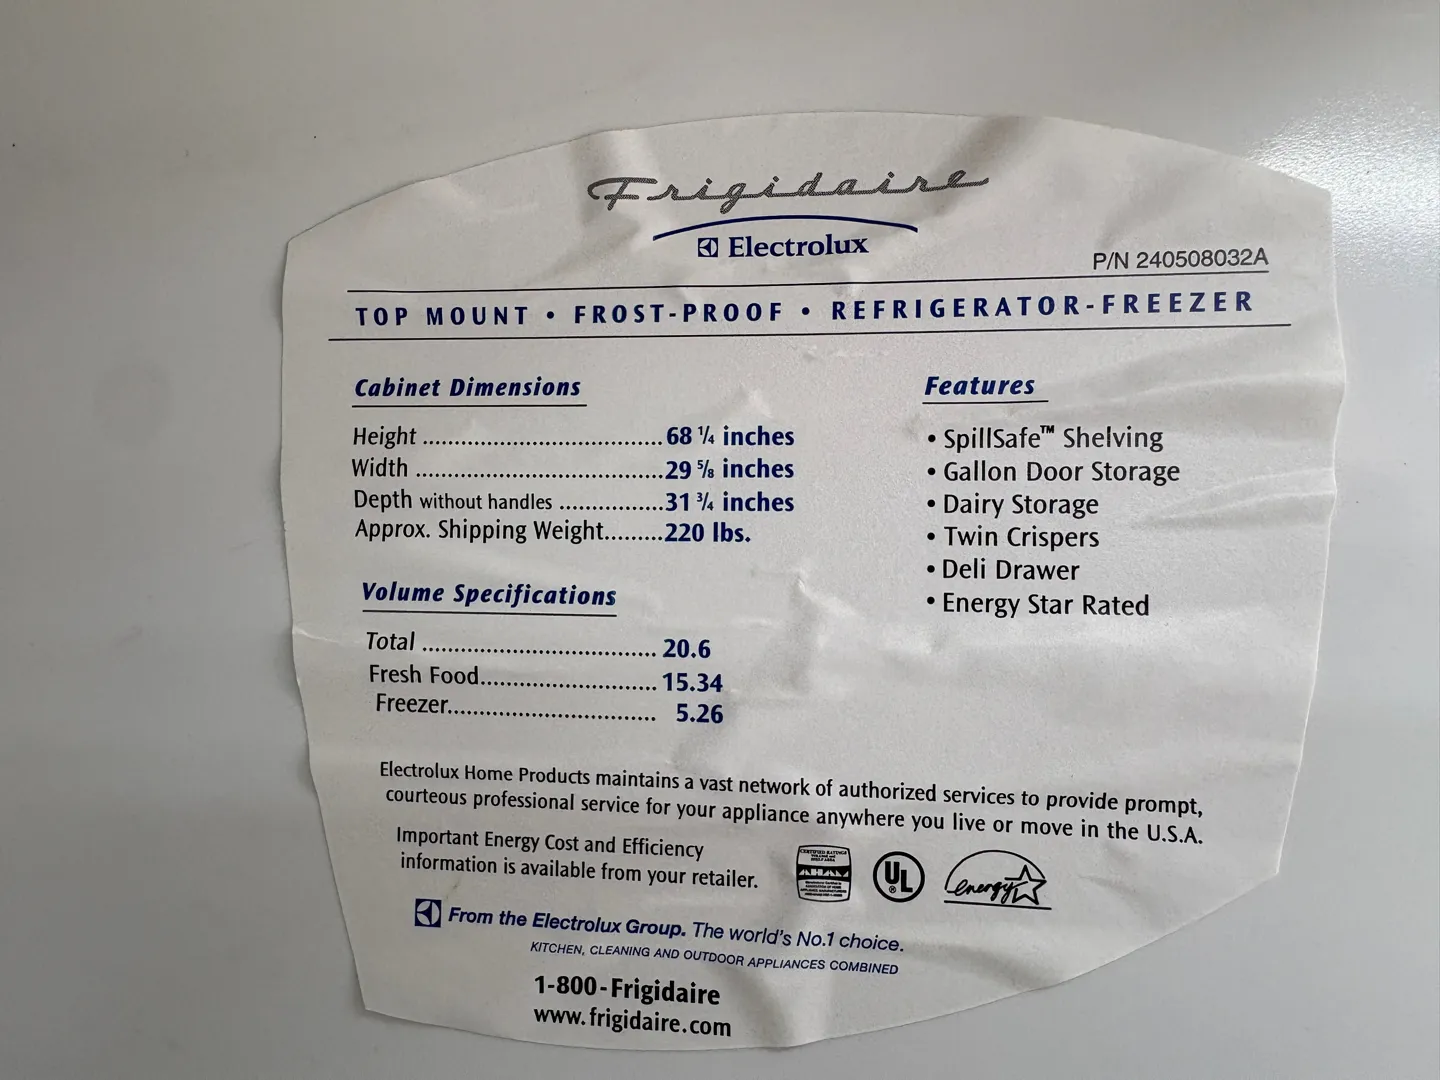 Frigidaire
Electrolux
P/N 240508032A
TOP MOUNT • FROST-PROOF • REFRIGERATOR-FREEZER
Cabinet Dimensions
Height ..................................... 68 1/4 inches
Width ...................................... 29 5/8 inches
Depth without handles ................ 31 3/4 inches
Approx. Shipping Weight......... 220 lbs.
Features
• SpillSafe™ Shelving
• Gallon Door Storage
• Dairy Storage
• Twin Crispers
• Deli Drawer
• Energy Star Rated
Volume Specifications
Total .................................... 20.6
Fresh Food........................... 15.34
Freezer................................ 5.26
Electrolux Home Products maintains a vast network of authorized services to provide prompt,
courteous professional service for your appliance anywhere you live or move in the U.S.A.
Important Energy Cost and Efficiency
information is available from your retailer.
CERTIFIED RATINGS
AHAM
UL
®
energy
From the Electrolux Group. The world's No.1 choice.
KITCHEN, CLEANING AND OUTDOOR APPLIANCES COMBINED
1-800-Frigidaire
www.frigidaire.com